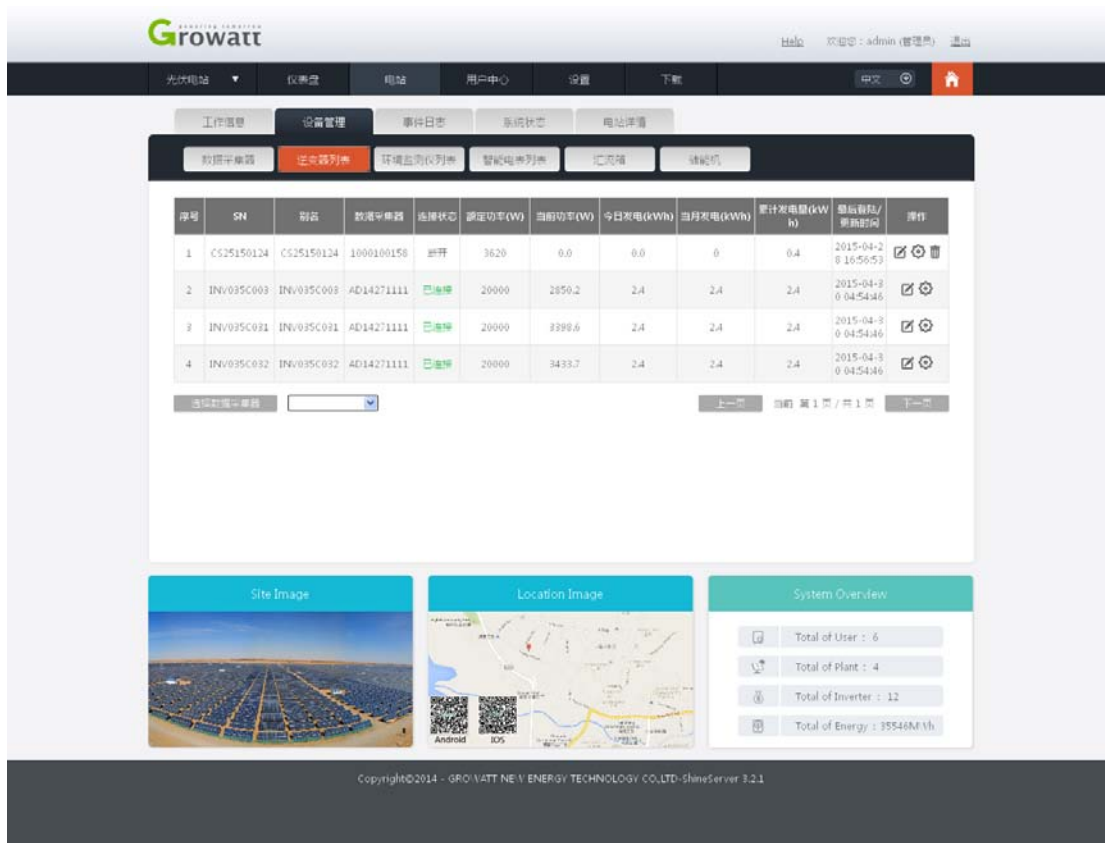 Growatt
Help 欢迎您：admin (管理员) 退出
光伏电站 仪表盘 电站 用户中心 设置 下载 中文
工作信息 设备管理 事件日志 系统状态 电站详情
数据采集器 逆变器列表 环境监测仪列表 智能电表列表 汇流箱 储能机
序号 SN 别名 数据采集器 连接状态 额定功率(W) 当前功率(W) 今日发电(kWh) 当月发电(kWh) 累计发电量(kWh) 最后登陆/更新时间 操作
1 CS25150124 CS25150124 1000100158 断开 3620 0.0 0.0 0 0.4 2015-04-28 16:56:53
2 INV035C003 INV035C003 AD14271111 已连接 20000 2850.2 2.4 2.4 2.4 2015-04-30 04:54:46
3 INV035C031 INV035C031 AD14271111 已连接 20000 3398.6 2.4 2.4 2.4 2015-04-30 04:54:46
4 INV035C032 INV035C032 AD14271111 已连接 20000 3433.7 2.4 2.4 2.4 2015-04-30 04:54:46
选择数据采集器 上一页 当前 第1页/共1页 下一页
Site Image
Location Image
Android IOS
System Overview
Total of User : 6
Total of Plant : 4
Total of Inverter : 12
Total of Energy : 35546MWh
Copyright©2014 - GROWATT NEW ENERGY TECHNOLOGY CO,LTD-ShineServer 3.2.1